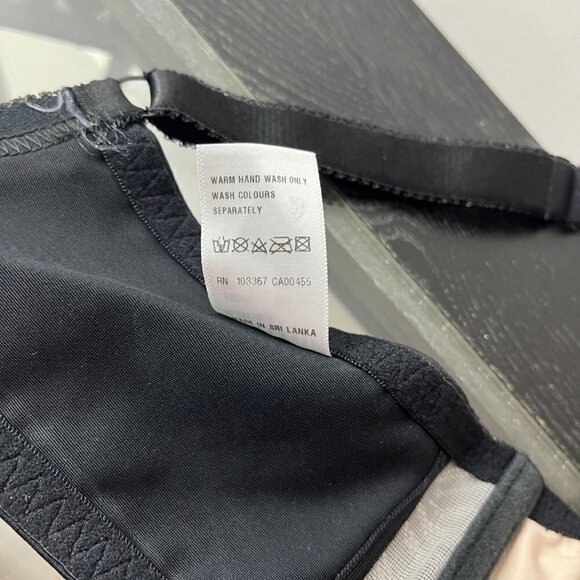 WARM HAND WASH ONLY
WASH COLOURS
SEPARATELY
RN 103367 CA00455
MADE IN SRI LANKA